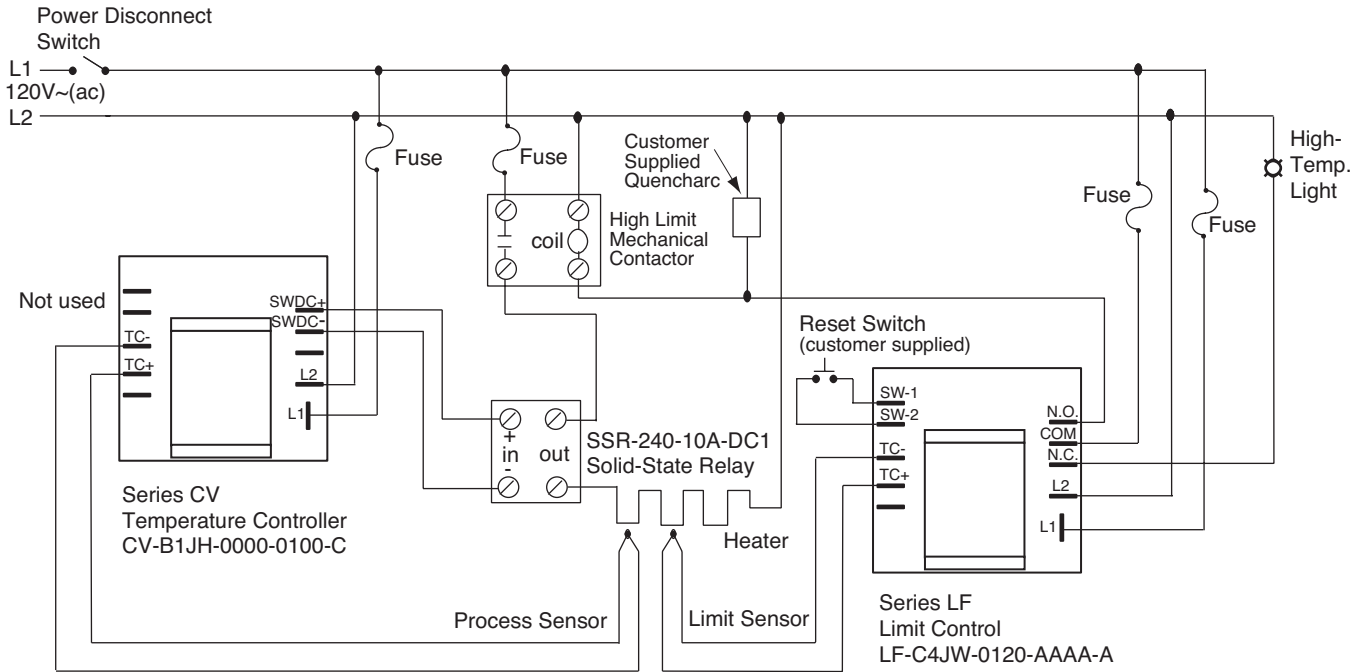 Power Disconnect
Switch
L1
120V~(ac)
L2
Fuse
Fuse
Customer
Supplied
Quencharc
High-
Temp.
Light
Fuse
Fuse
coil
High Limit
Mechanical
Contactor
Not used
SWDC+
SWDC-
TC-
TC+
L2
L1
Reset Switch
(customer supplied)
SW-1
SW-2
TC-
TC+
N.O.
COM
N.C.
L2
L1
+
in
-
out
SSR-240-10A-DC1
Solid-State Relay
Heater
Series CV
Temperature Controller
CV-B1JH-0000-0100-C
Process Sensor
Limit Sensor
Series LF
Limit Control
LF-C4JW-0120-AAAA-A